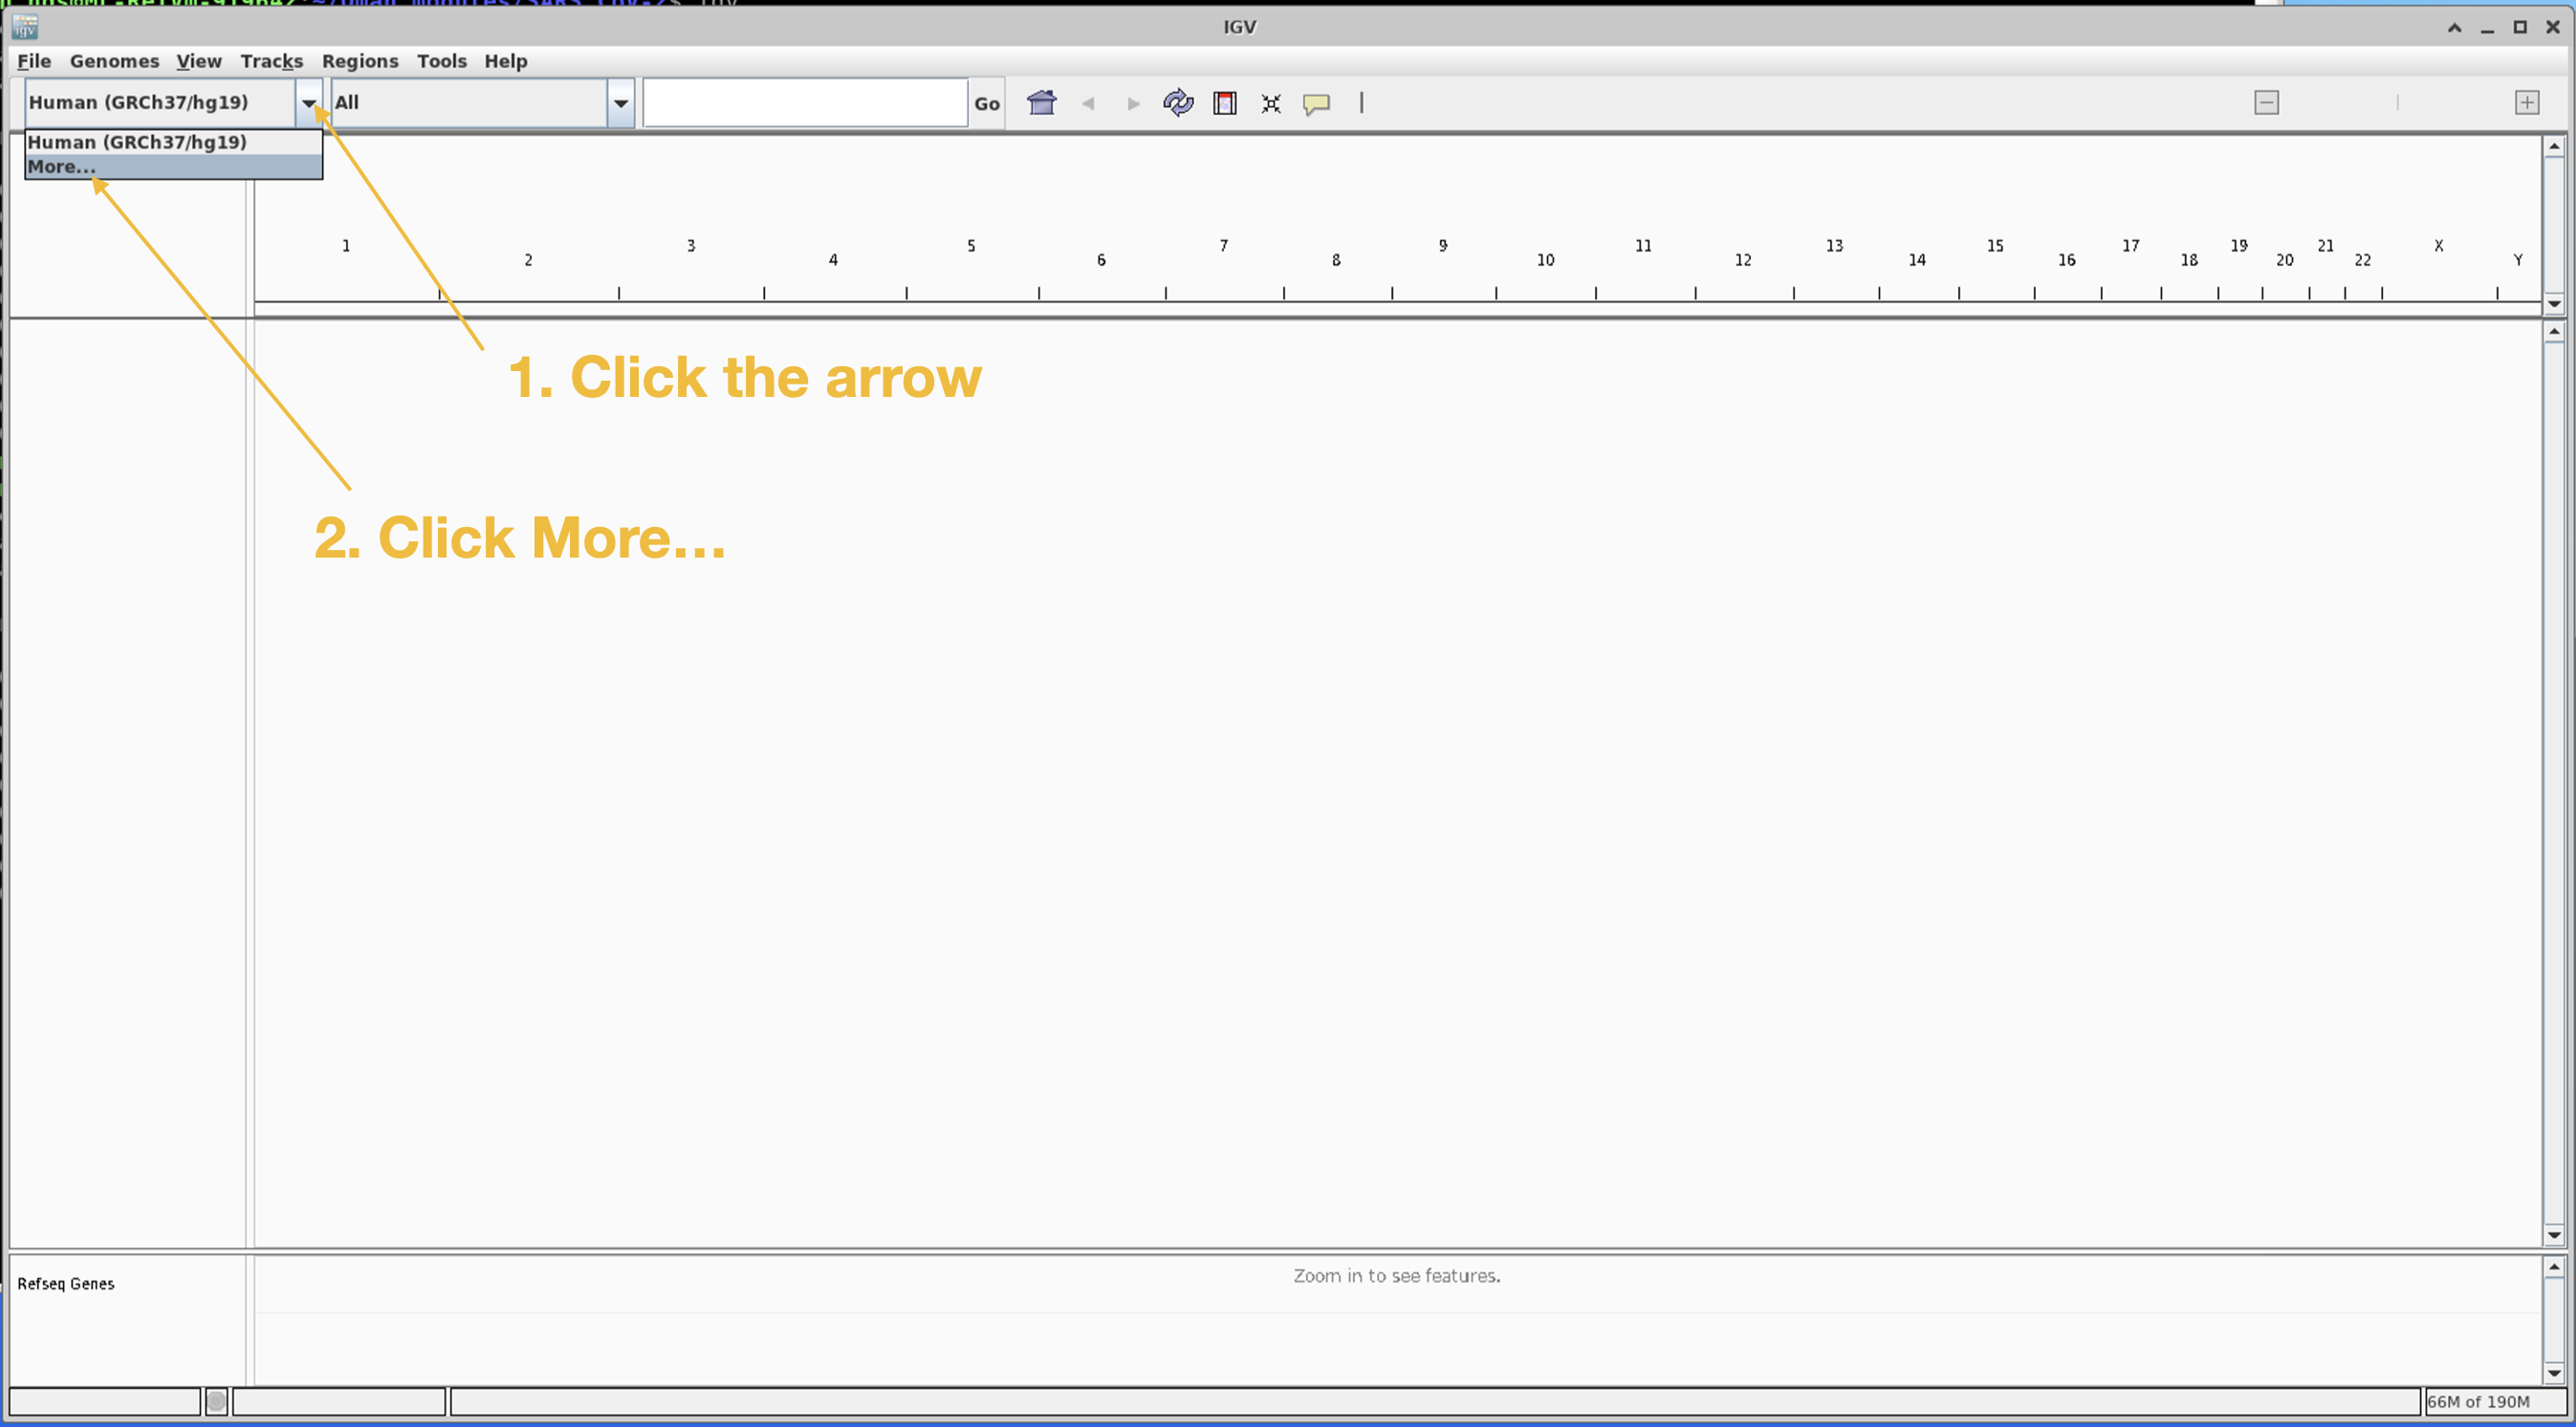 IGV
File Genomes View Tracks Regions Tools Help
Human (GRCh37/hg19) All Go
Human (GRCh37/hg19)
More...
1 3 5 7 9 11 13 15 17 19 21 X
2 4 6 8 10 12 14 16 18 20 22 Y
1. Click the arrow
2. Click More...
Refseq Genes
Zoom in to see features.
66M of 190M